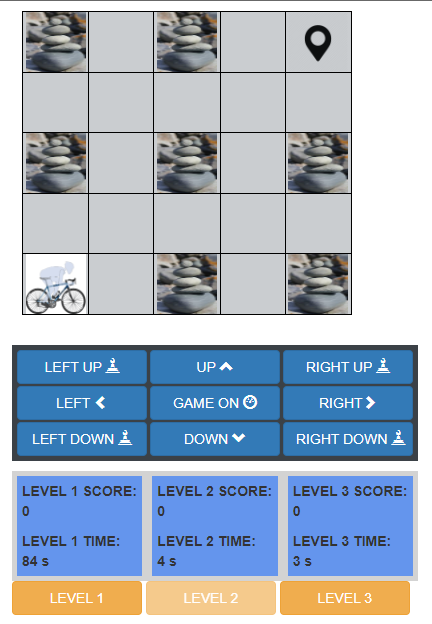 LEFT UP UP RIGHT UP
LEFT GAME ON RIGHT
LEFT DOWN DOWN RIGHT DOWN
LEVEL 1 SCORE:
0
LEVEL 1 TIME:
84 s
LEVEL 2 SCORE:
0
LEVEL 2 TIME:
4 s
LEVEL 3 SCORE:
0
LEVEL 3 TIME:
3 s
LEVEL 1 LEVEL 2 LEVEL 3